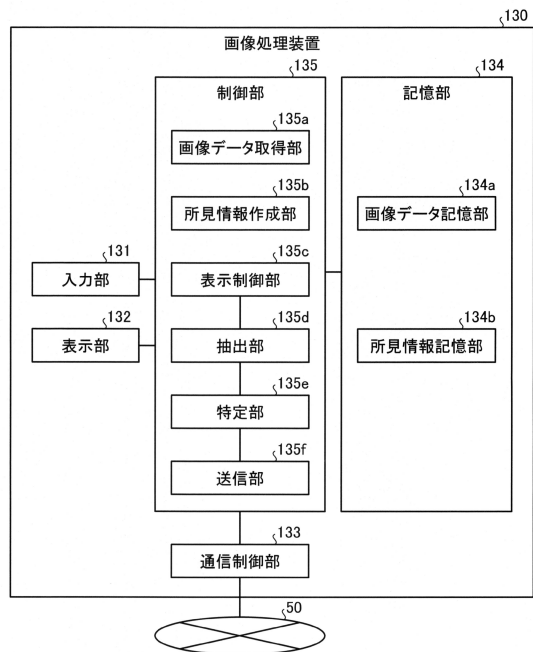 130
画像処理装置
135
制御部
134
記憶部
135a
画像データ取得部
135b
所見情報作成部
134a
画像データ記憶部
131
入力部
135c
表示制御部
132
表示部
135d
抽出部
134b
所見情報記憶部
135e
特定部
135f
送信部
133
通信制御部
50